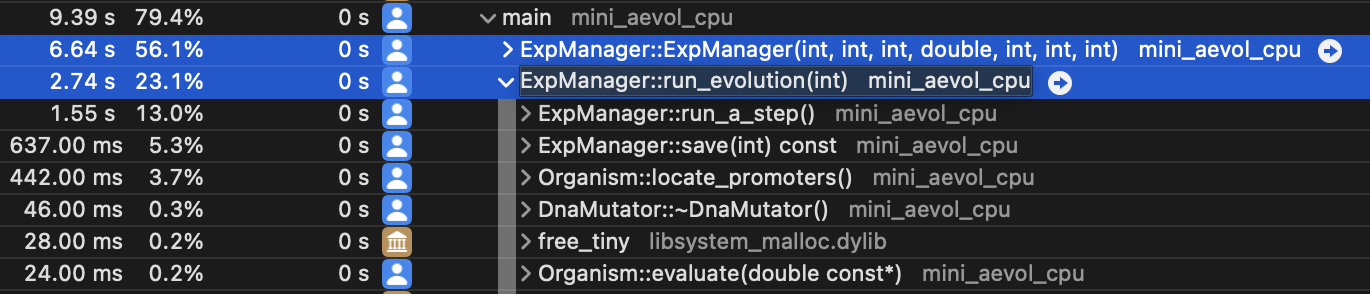 9.39 s 79.4% 0 s main mini_aevol_cpu
6.64 s 56.1% 0 s ExpManager::ExpManager(int, int, int, double, int, int, int) mini_aevol_cpu
2.74 s 23.1% 0 s ExpManager::run_evolution(int) mini_aevol_cpu
1.55 s 13.0% 0 s ExpManager::run_a_step() mini_aevol_cpu
637.00 ms 5.3% 0 s ExpManager::save(int) const mini_aevol_cpu
442.00 ms 3.7% 0 s Organism::locate_promoters() mini_aevol_cpu
46.00 ms 0.3% 0 s DnaMutator::~DnaMutator() mini_aevol_cpu
28.00 ms 0.2% 0 s free_tiny libsystem_malloc.dylib
24.00 ms 0.2% 0 s Organism::evaluate(double const*) mini_aevol_cpu